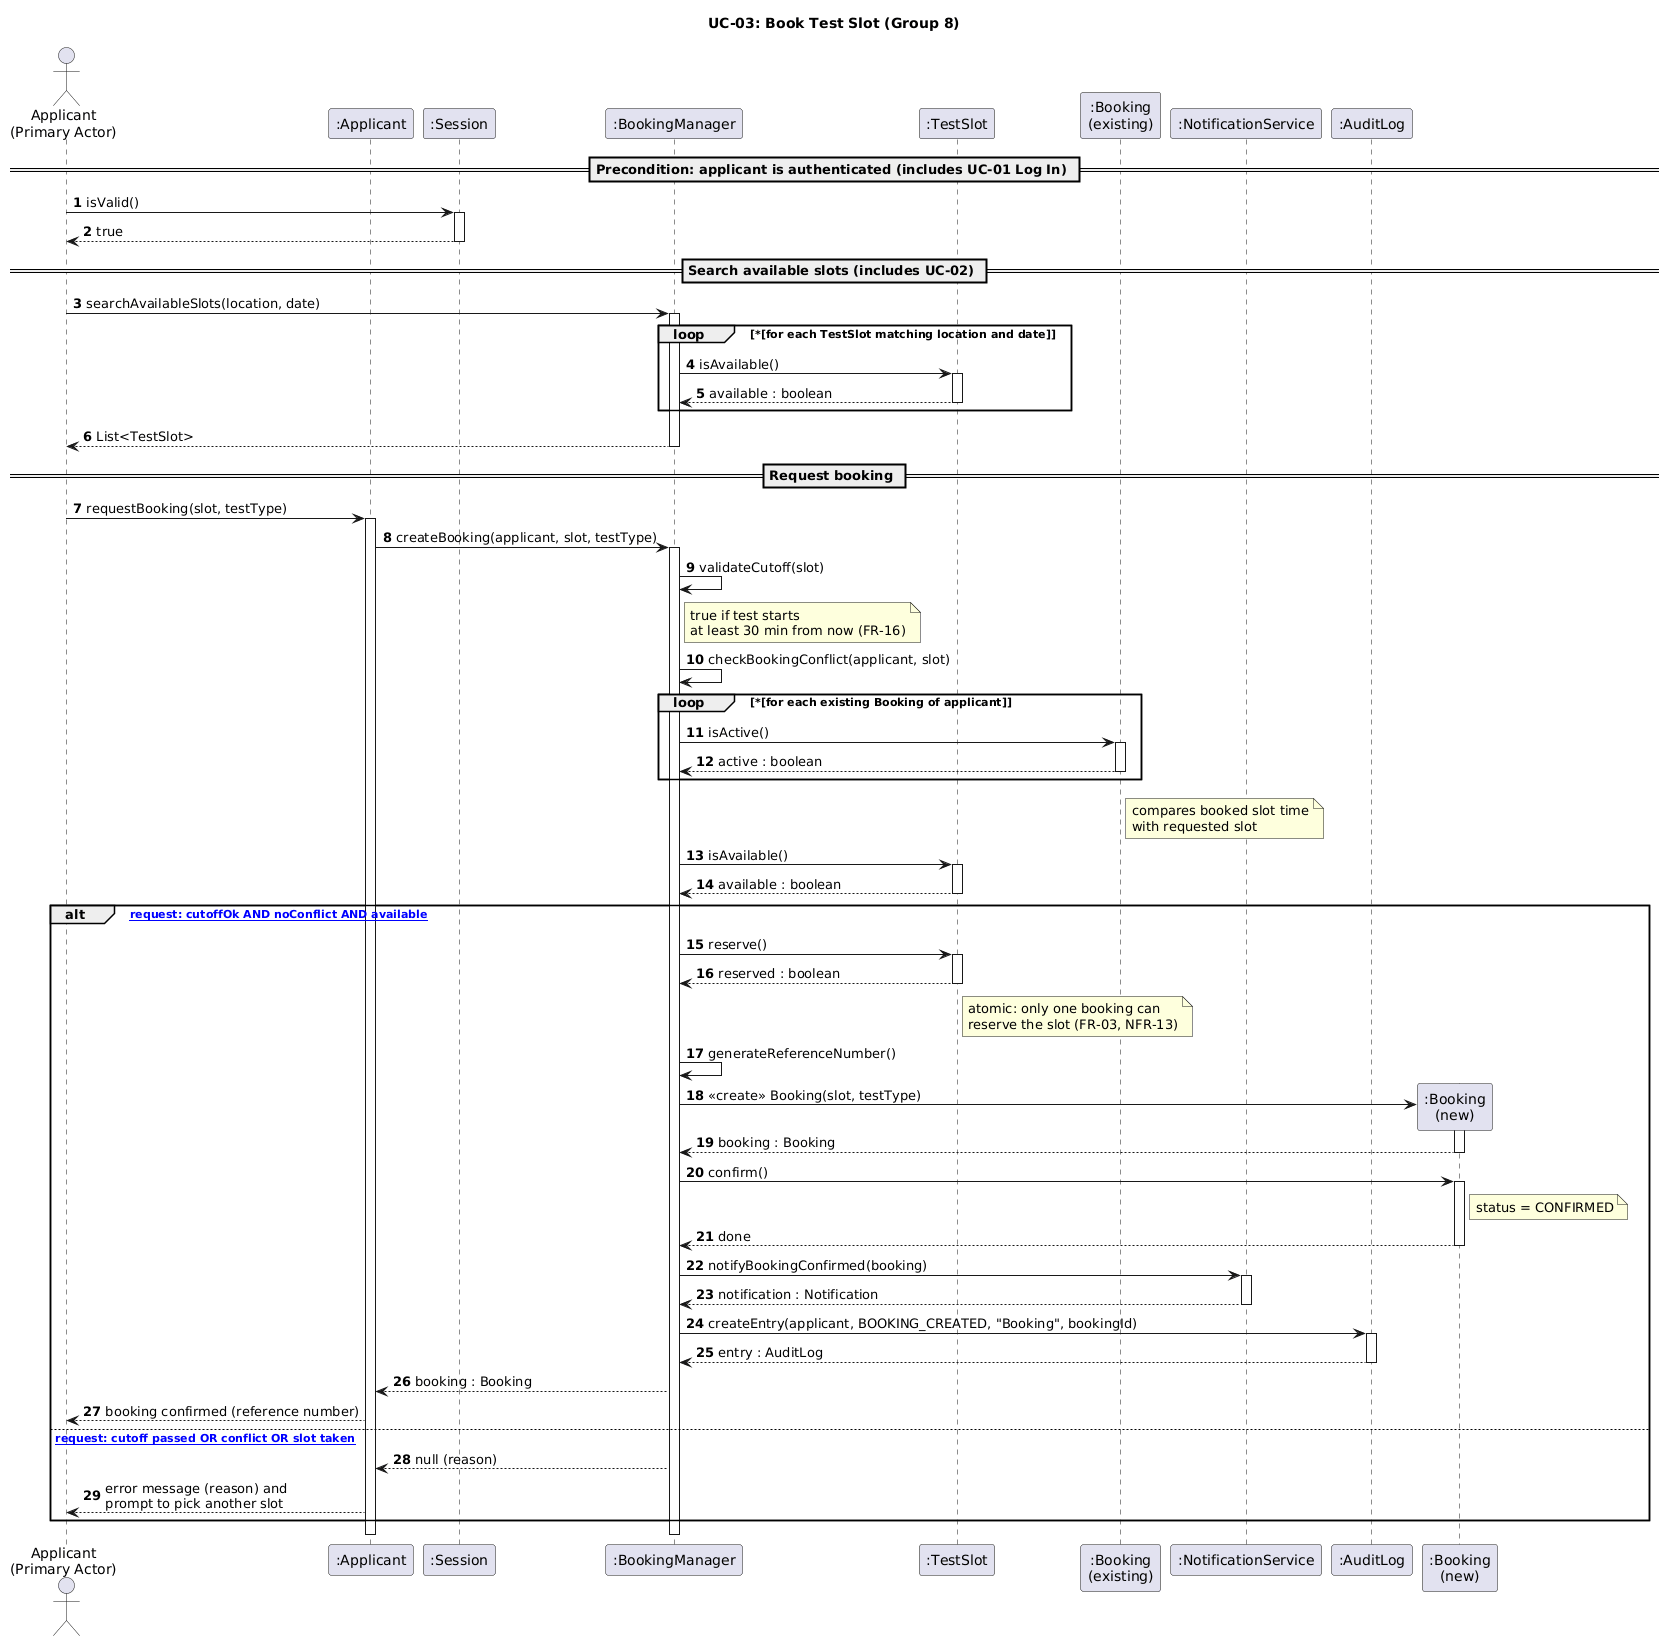 UC-03: Book Test Slot (Group 8)
Applicant
(Primary Actor)
:Applicant
:Session
:BookingManager
:TestSlot
:Booking
(existing)
:NotificationService
:AuditLog
Precondition: applicant is authenticated (includes UC-01 Log In)
1 isValid()
2 true
Search available slots (includes UC-02)
3 searchAvailableSlots(location, date)
loop [*[for each TestSlot matching location and date]]
4 isAvailable()
5 available : boolean
6 List<TestSlot>
Request booking
7 requestBooking(slot, testType)
8 createBooking(applicant, slot, testType)
9 validateCutoff(slot)
true if test starts
at least 30 min from now (FR-16)
10 checkBookingConflict(applicant, slot)
loop [*[for each existing Booking of applicant]]
11 isActive()
12 active : boolean
compares booked slot time
with requested slot
13 isAvailable()
14 available : boolean
alt request: cutoffOk AND noConflict AND available
15 reserve()
16 reserved : boolean
atomic: only one booking can
reserve the slot (FR-03, NFR-13)
17 generateReferenceNumber()
18 «create» Booking(slot, testType)
:Booking
(new)
19 booking : Booking
20 confirm()
status = CONFIRMED
21 done
22 notifyBookingConfirmed(booking)
23 notification : Notification
24 createEntry(applicant, BOOKING_CREATED, "Booking", bookingId)
25 entry : AuditLog
26 booking : Booking
27 booking confirmed (reference number)
request: cutoff passed OR conflict OR slot taken
28 null (reason)
29 error message (reason) and
prompt to pick another slot
Applicant
(Primary Actor)
:Applicant
:Session
:BookingManager
:TestSlot
:Booking
(existing)
:NotificationService
:AuditLog
:Booking
(new)